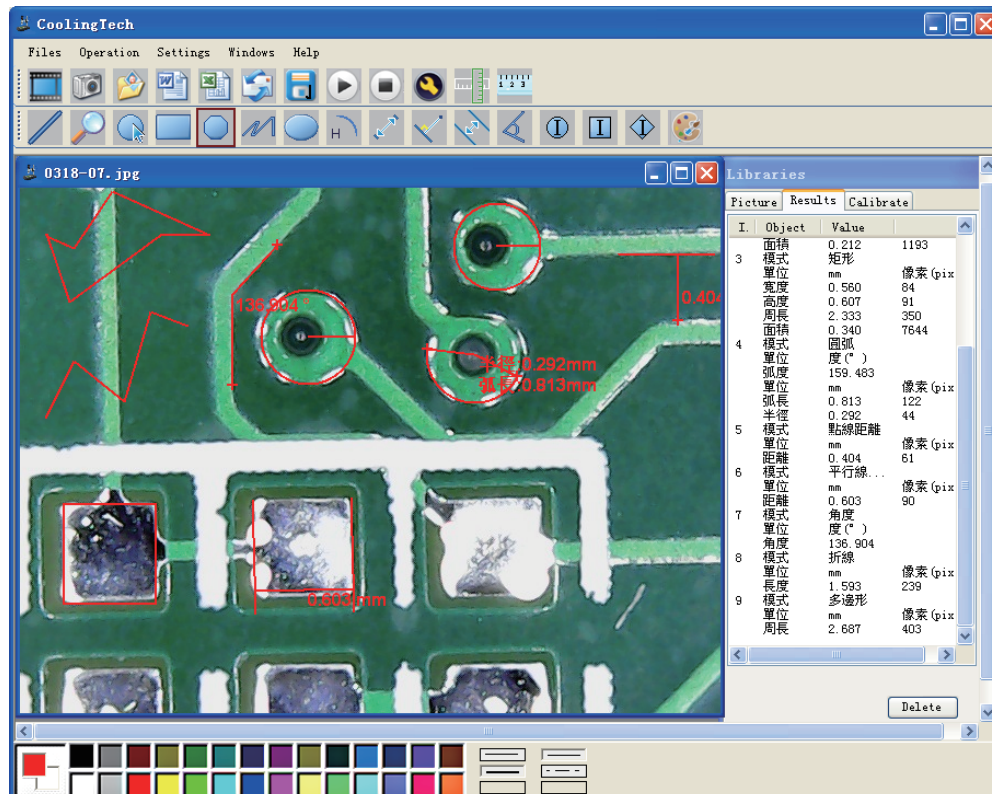 CoolingTech
Files Operation Settings Windows Help
1 2 3
H
0318-07.jpg
Libraries
Picture Results Calibrate
I. Object Value
面積 0.212 1193
3 模式 矩形
單位 mm 像素(pix
寬度 0.560 84
高度 0.607 91
周長 2.333 350
面積 0.340 7644
4 模式 圓弧
單位 度(°)
弧度 159.483
單位 mm 像素(pix
弧長 0.813 122
半徑 0.292 44
5 模式 點線距離
單位 mm 像素(pix
距離 0.404 61
6 模式 平行線...
單位 mm 像素(pix
距離 0.603 90
7 模式 角度
單位 度(°)
角度 136.904
8 模式 折線
單位 mm 像素(pix
長度 1.593 239
9 模式 多邊形
單位 mm 像素(pix
周長 2.687 403
136.904 °
0.404
半徑:0.292mm
弧長:0.813mm
0.603mm
Delete